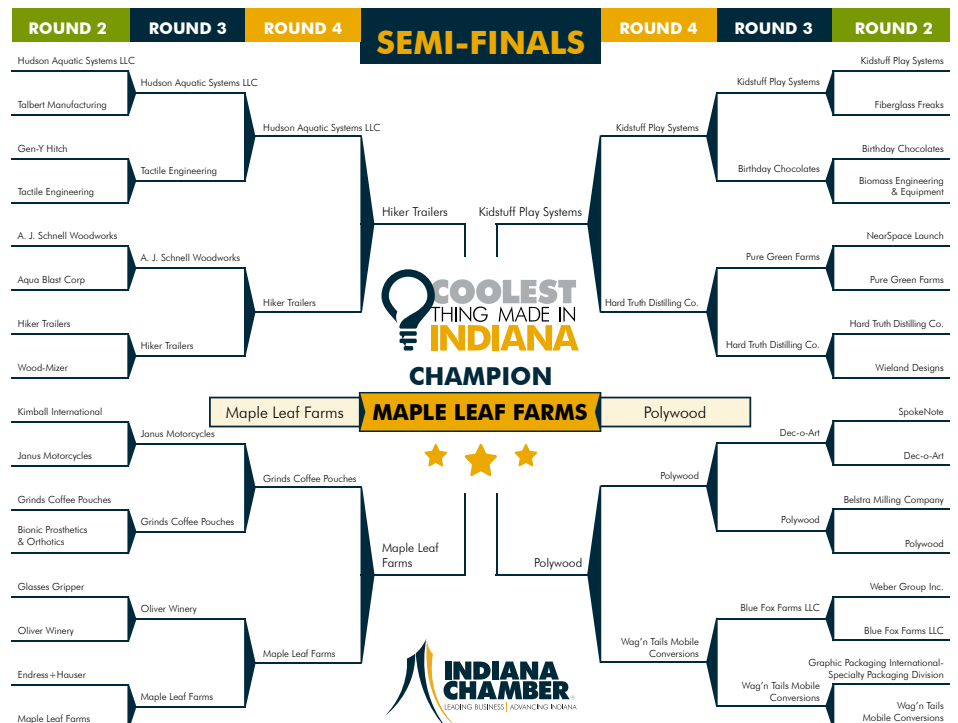 ROUND 2
ROUND 3
ROUND 4
SEMI-FINALS
ROUND 4
ROUND 3
ROUND 2
Hudson Aquatic Systems LLC
Talbert Manufacturing
Gen-Y Hitch
Tactile Engineering
A. J. Schnell Woodworks
Aqua Blast Corp
Hiker Trailers
Wood-Mizer
Kimball International
Janus Motorcycles
Grinds Coffee Pouches
Bionic Prosthetics
& Orthotics
Glasses Gripper
Oliver Winery
Endress+Hauser
Maple Leaf Farms
Hudson Aquatic Systems LLC
Tactile Engineering
A. J. Schnell Woodworks
Hiker Trailers
Janus Motorcycles
Grinds Coffee Pouches
Oliver Winery
Maple Leaf Farms
Hudson Aquatic Systems LLC
Hiker Trailers
Grinds Coffee Pouches
Maple Leaf Farms
Hiker Trailers
Maple Leaf
Farms
Kidstuff Play Systems
Polywood
COOLEST
THING MADE IN
INDIANA
CHAMPION
Maple Leaf Farms
MAPLE LEAF FARMS
Polywood
INDIANA
CHAMBER
LEADING BUSINESS | ADVANCING INDIANA
Kidstuff Play Systems
Hard Truth Distilling Co.
Polywood
Wag'n Tails Mobile
Conversions
Kidstuff Play Systems
Birthday Chocolates
Pure Green Farms
Hard Truth Distilling Co.
Dec-o-Art
Polywood
Blue Fox Farms LLC
Wag'n Tails Mobile
Conversions
Kidstuff Play Systems
Fiberglass Freaks
Birthday Chocolates
Biomass Engineering
& Equipment
NearSpace Launch
Pure Green Farms
Hard Truth Distilling Co.
Wieland Designs
SpokeNote
Dec-o-Art
Belstra Milling Company
Polywood
Weber Group Inc.
Blue Fox Farms LLC
Graphic Packaging International-
Specialty Packaging Division
Wag'n Tails
Mobile Conversions